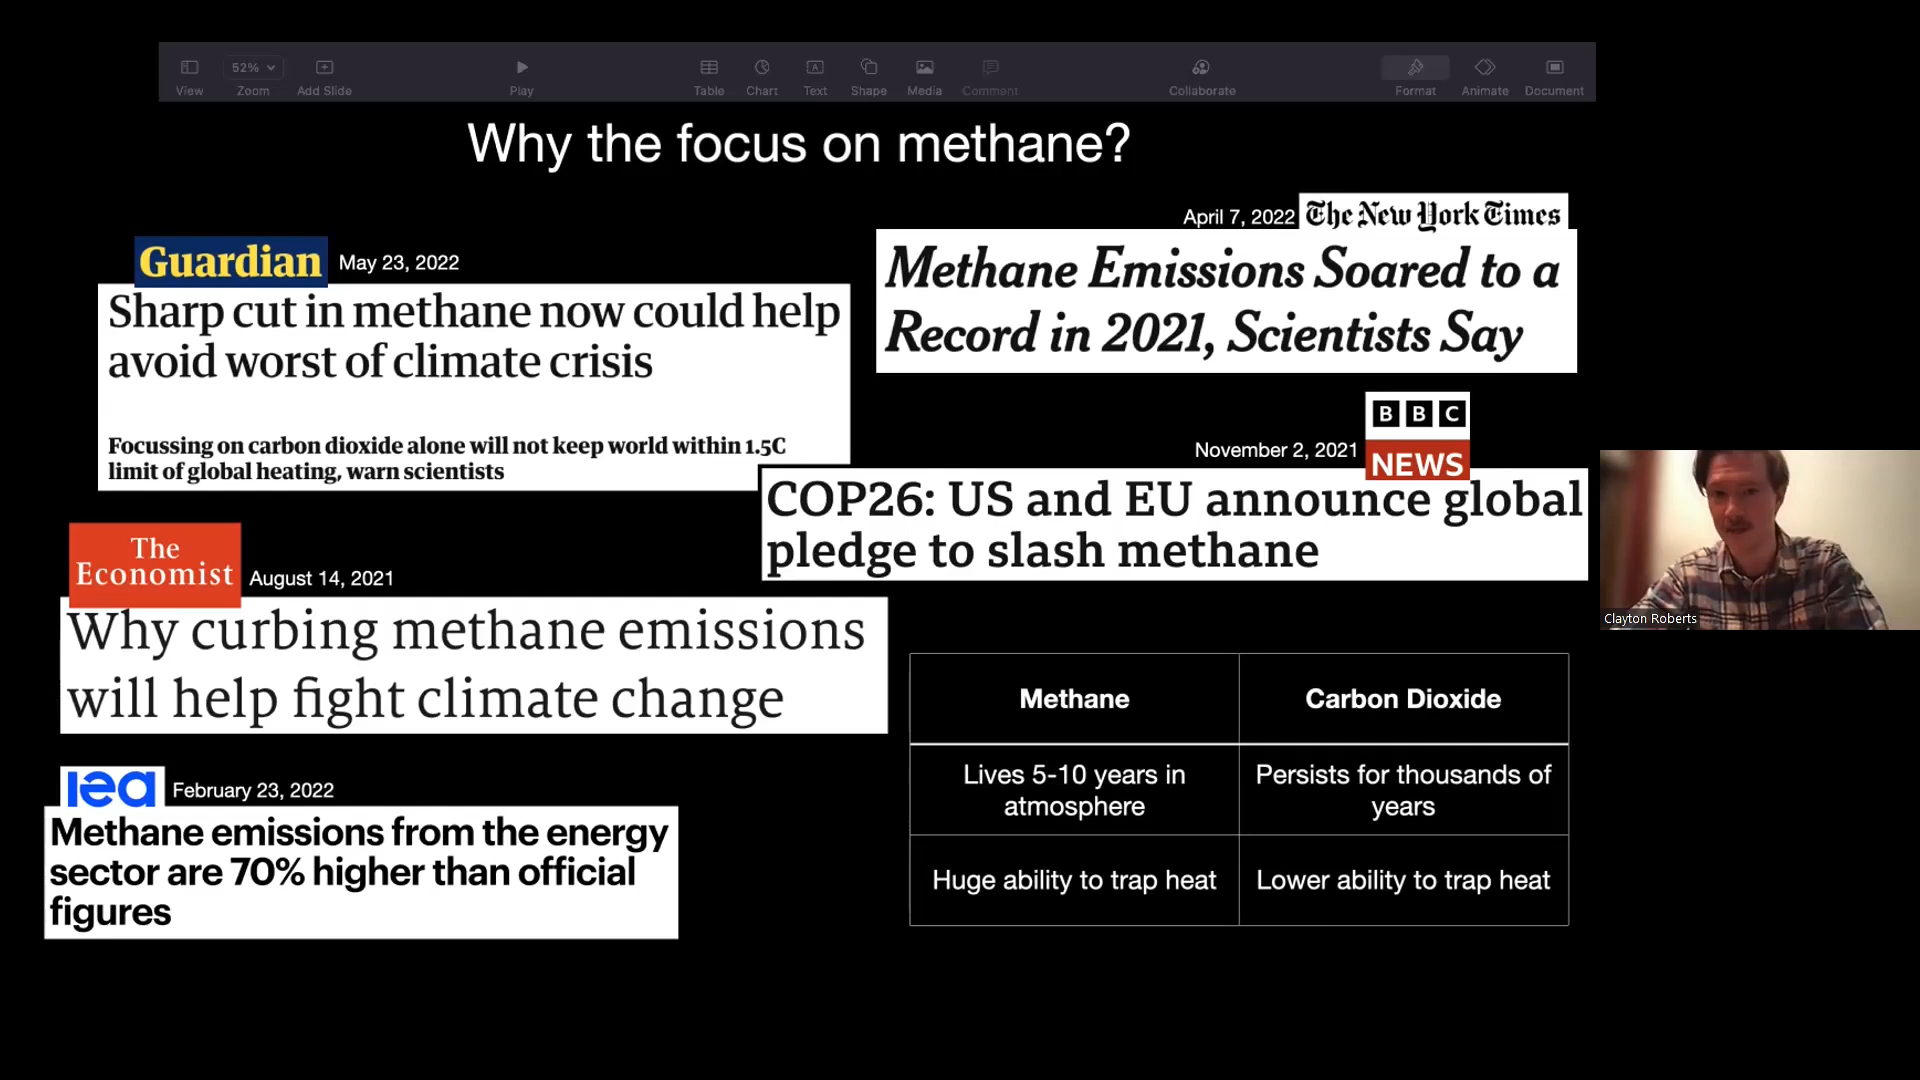 52%
View
Zoom
Add Slide
Play
Table
Chart
Text
Shape
Media
Comment
Collaborate
Format
Animate
Document
Why the focus on methane?
Guardian
May 23, 2022
Sharp cut in methane now could help
avoid worst of climate crisis
Focussing on carbon dioxide alone will not keep world within 1.5C
limit of global heating, warn scientists
April 7, 2022
The New York Times
Methane Emissions Soared to a
Record in 2021, Scientists Say
November 2, 2021
BBC
NEWS
COP26: US and EU announce global
pledge to slash methane
The
Economist
August 14, 2021
Why curbing methane emissions
will help fight climate change
iea
February 23, 2022
Methane emissions from the energy
sector are 70% higher than official
figures
Methane
Carbon Dioxide
Lives 5-10 years in
atmosphere
Persists for thousands of
years
Huge ability to trap heat
Lower ability to trap heat
Clayton Roberts